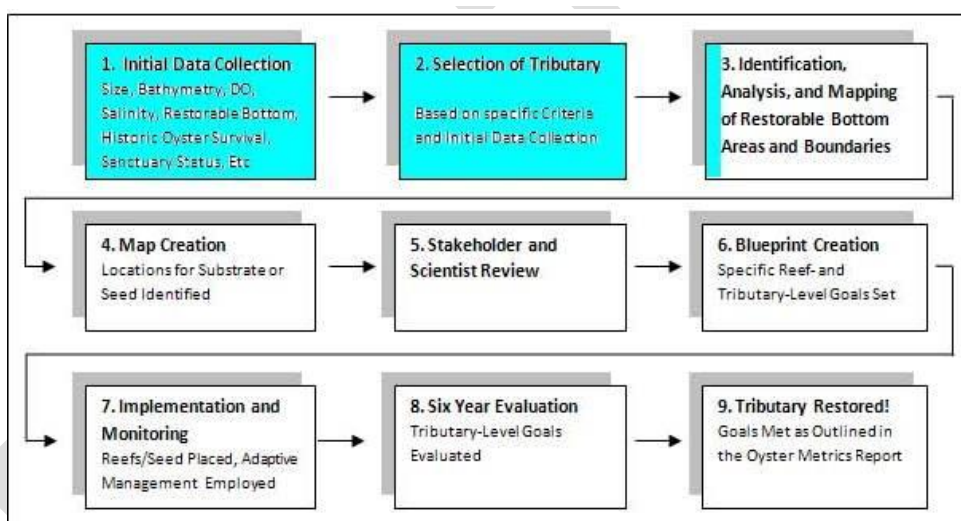 1. Initial Data Collection
Size, Bathymetry, DO,
Salinity, Restorable Bottom,
Historic Oyster Survival,
Sanctuary Status, Etc
2. Selection of Tributary
Based on specific Criteria
and Initial Data Collection
3. Identification,
Analysis, and Mapping
of Restorable Bottom
Areas and Boundaries
4. Map Creation
Locations for Substrate or
Seed Identified
5. Stakeholder and
Scientist Review
6. Blueprint Creation
Specific Reef- and
Tributary-Level Goals Set
7. Implementation and
Monitoring
Reefs/Seed Placed, Adaptive
Management Employed
8. Six Year Evaluation
Tributary-Level Goals
Evaluated
9. Tributary Restored!
Goals Met as Outlined in
the Oyster Metrics Report